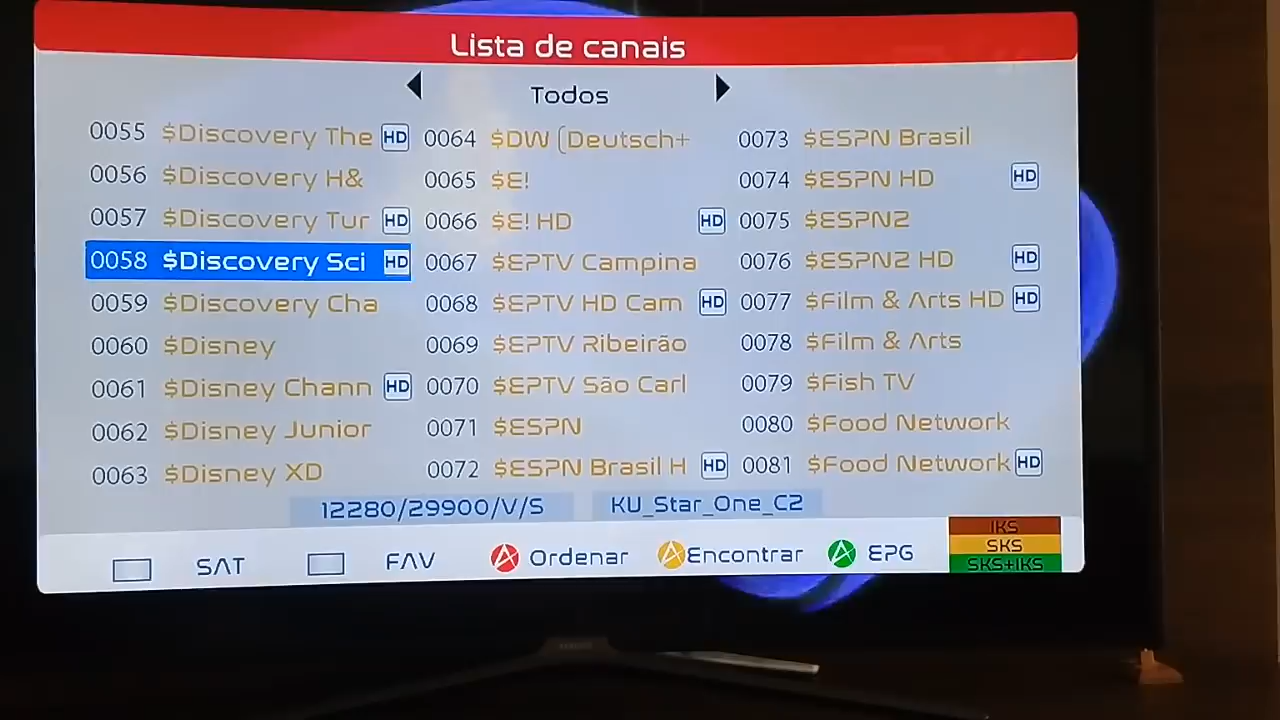 Lista de canais
Todos
0055 $Discovery The HD
0056 $Discovery H&
0057 $Discovery Tur HD
0058 $Discovery Sci HD
0059 $Discovery Cha
0060 $Disney
0061 $Disney Chann HD
0062 $Disney Junior
0063 $Disney XD
0064 $DW (Deutsch+
0065 $E!
0066 $E! HD HD
0067 $EPTV Campina
0068 $EPTV HD Cam HD
0069 $EPTV Ribeirão
0070 $EPTV São Carl
0071 $ESPN
0072 $ESPN Brasil H HD
0073 $ESPN Brasil
0074 $ESPN HD HD
0075 $ESPN2
0076 $ESPN2 HD HD
0077 $Film & Arts HD HD
0078 $Film & Arts
0079 $Fish TV
0080 $Food Network
0081 $Food Network HD
12280/29900/V/S KU_Star_One_C2
SAT FAV Ordenar Encontrar EPG
IKS
SKS
SKS+IKS